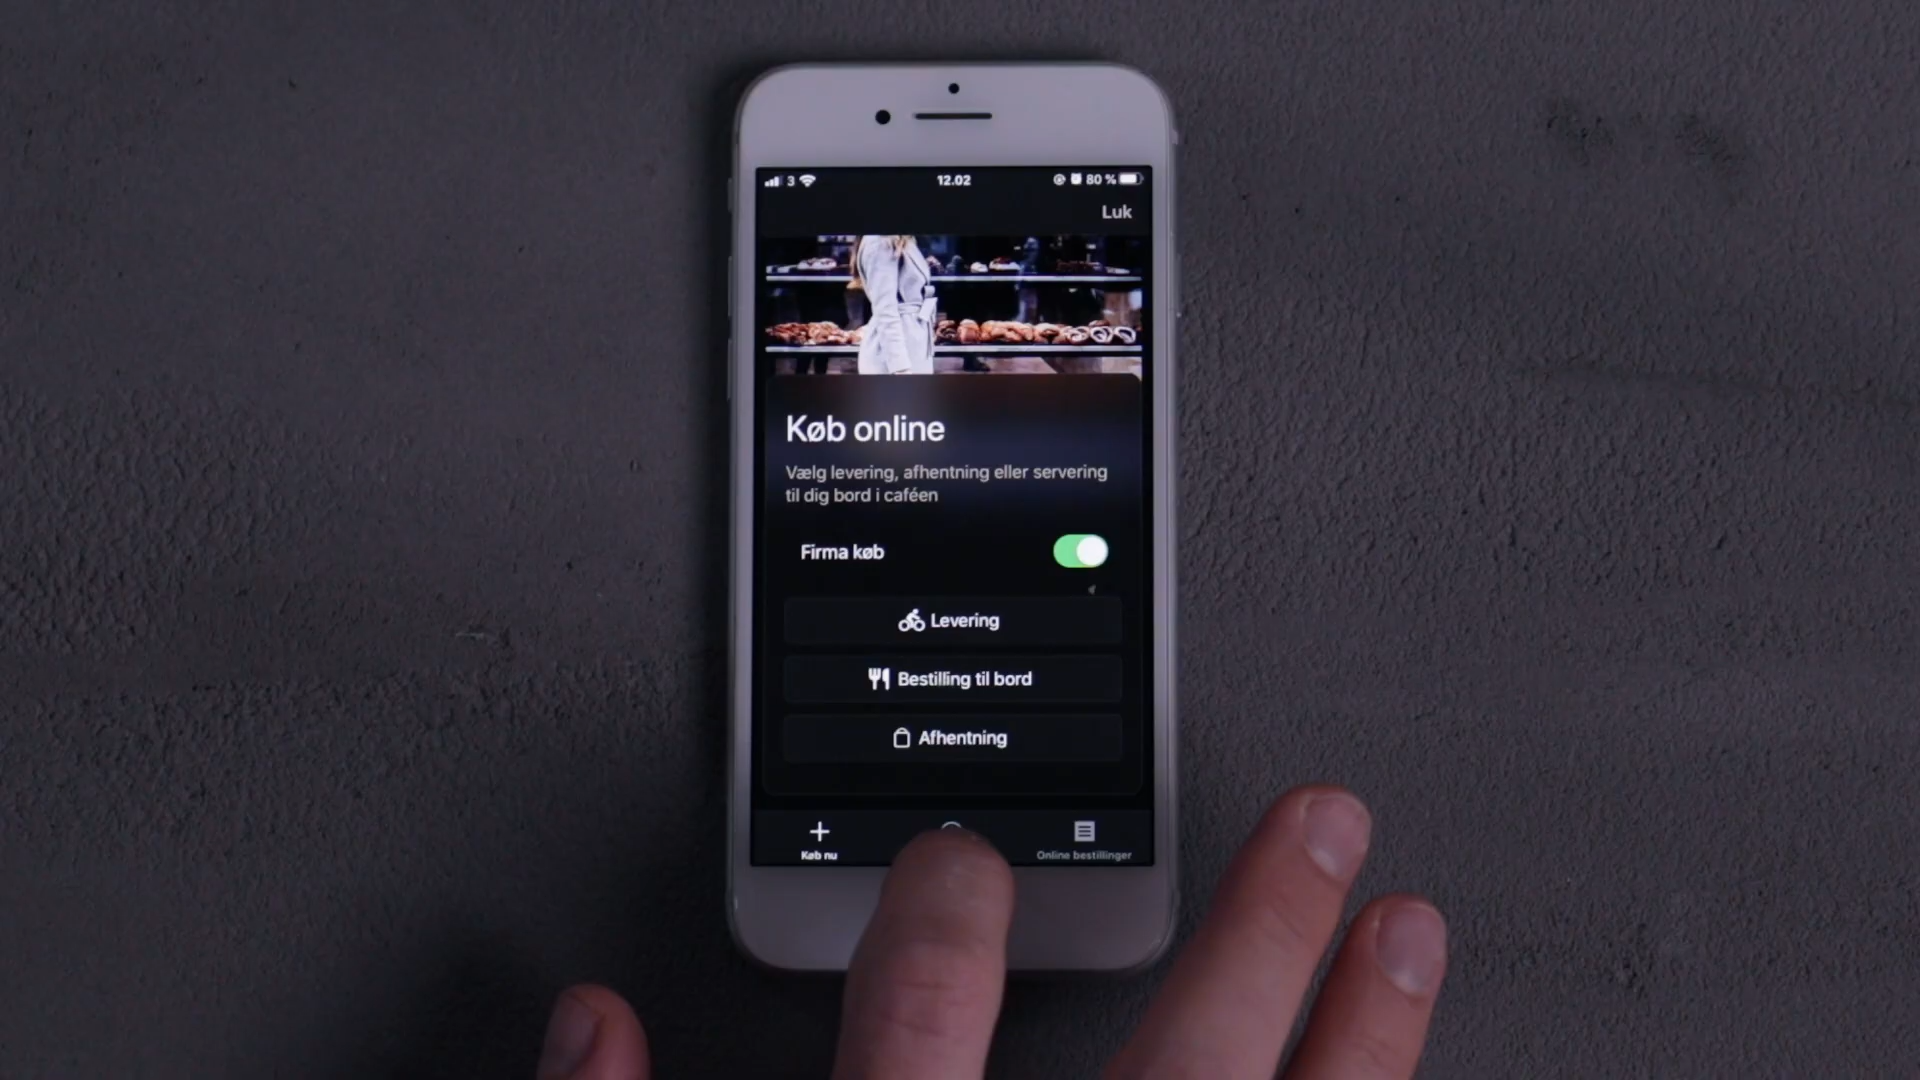 3 12.02 80 %
Luk
Køb online
Vælg levering, afhentning eller servering
til dig bord i caféen
Firma køb
Levering
Bestilling til bord
Afhentning
Køb nu
Online bestillinger